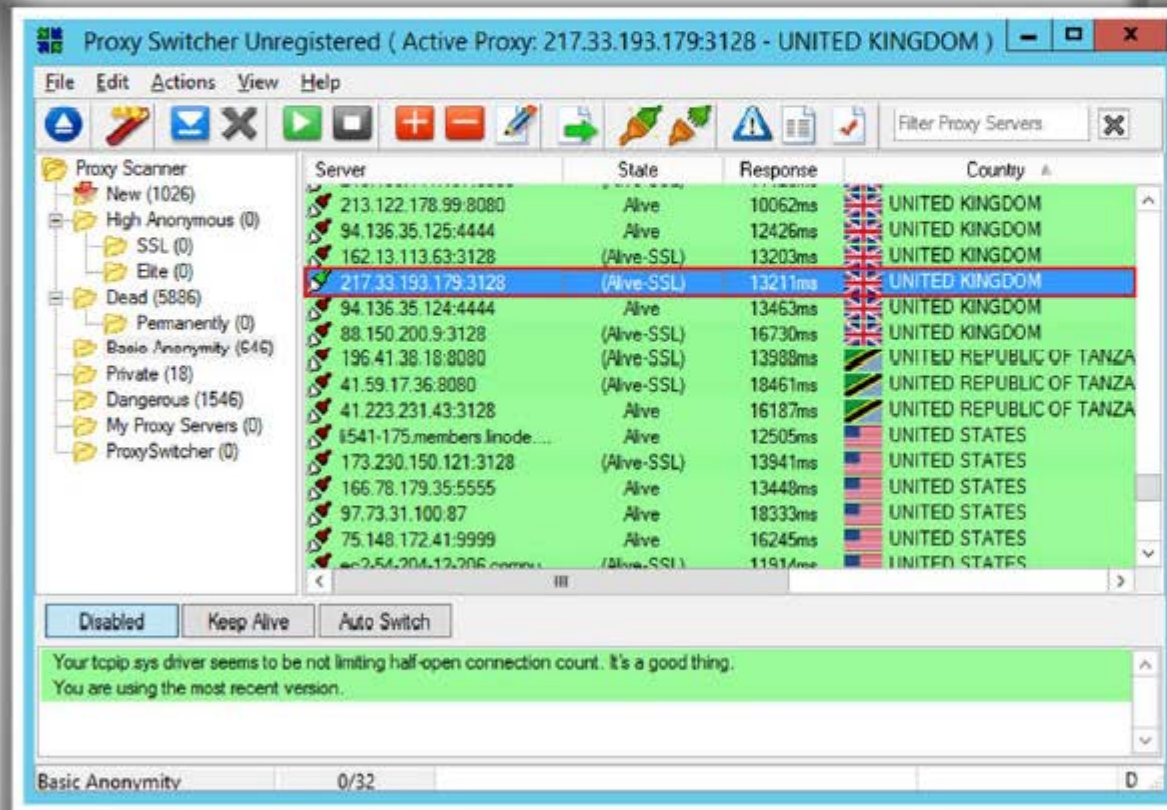 Proxy Switcher Unregistered ( Active Proxy: 217.33.193.179:3128 - UNITED KINGDOM )
File Edit Actions View Help
Filter Proxy Servers
Proxy Scanner
New (1026)
High Anonymous (0)
SSL (0)
Elite (0)
Dead (5886)
Permanently (0)
Basic Anonymity (646)
Private (18)
Dangerous (1546)
My Proxy Servers (0)
ProxySwitcher (0)
Server State Response Country
213.122.178.99:8080 Alive 10062ms UNITED KINGDOM
94.136.35.125:4444 Alive 12426ms UNITED KINGDOM
162.13.113.63:3128 (Alive-SSL) 13203ms UNITED KINGDOM
217.33.193.179:3128 (Alive-SSL) 13211ms UNITED KINGDOM
94.136.35.124:4444 Alive 13463ms UNITED KINGDOM
88.150.200.9:3128 (Alive-SSL) 16730ms UNITED KINGDOM
196.41.38.18:8080 (Alive-SSL) 13988ms UNITED REPUBLIC OF TANZA
41.59.17.36:8080 (Alive-SSL) 18461ms UNITED REPUBLIC OF TANZA
41.223.231.43:3128 Alive 16187ms UNITED REPUBLIC OF TANZA
li541-175.members.linode.... Alive 12505ms UNITED STATES
173.230.150.121:3128 (Alive-SSL) 13941ms UNITED STATES
166.78.179.35:5555 Alive 13448ms UNITED STATES
97.73.31.100:87 Alive 18333ms UNITED STATES
75.148.172.41:9999 Alive 16245ms UNITED STATES
ec2-54-204-12-206.compu... (Alive-SSL) 11914ms UNITED STATES
Disabled Keep Alive Auto Switch
Your tcpip.sys driver seems to be not limiting half-open connection count. It's a good thing.
You are using the most recent version.
Basic Anonymity 0/32 D